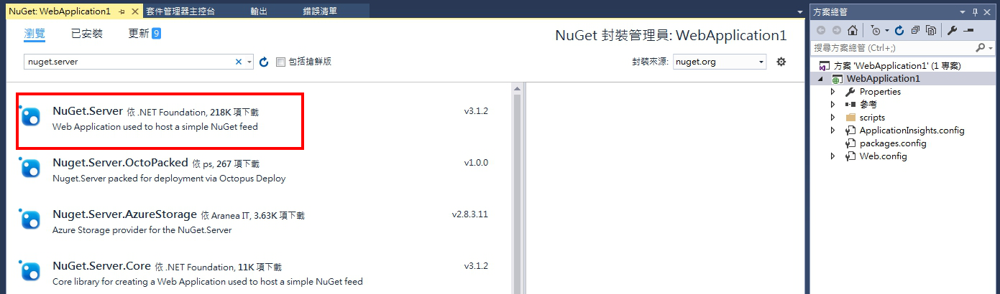 NuGet: WebApplication1 套件管理器主控台 輸出 錯誤清單
瀏覽 已安裝 更新 9
NuGet 封裝管理員: WebApplication1
nuget.server 包括搶鮮版
封裝來源: nuget.org
NuGet.Server 依 .NET Foundation, 218K 項下載 v3.1.2
Web Application used to host a simple NuGet feed
Nuget.Server.OctoPacked 依 ps, 267 項下載 v1.0.0
Nuget.Server packed for deployment via Octopus Deploy
Nuget.Server.AzureStorage 依 Aranea IT, 3.63K 項下載 v2.8.3.11
Azure Storage provider for the NuGet.Server
NuGet.Server.Core 依 .NET Foundation, 11K 項下載 v3.1.2
Core library for creating a Web Application used to host a simple NuGet feed
方案總管
搜尋方案總管 (Ctrl+;)
方案 'WebApplication1' (1 專案)
WebApplication1
Properties
參考
scripts
ApplicationInsights.config
packages.config
Web.config